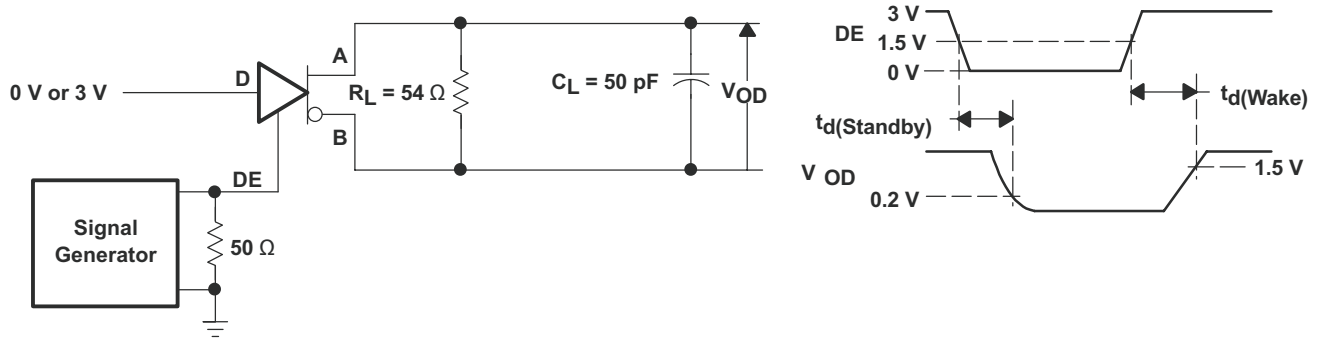 A
D
0 V or 3 V
R_L = 54 Ω
C_L = 50 pF
V_OD
B
DE
Signal
Generator
50 Ω
3 V
DE
1.5 V
0 V
t_d(Wake)
t_d(Standby)
V OD
1.5 V
0.2 V